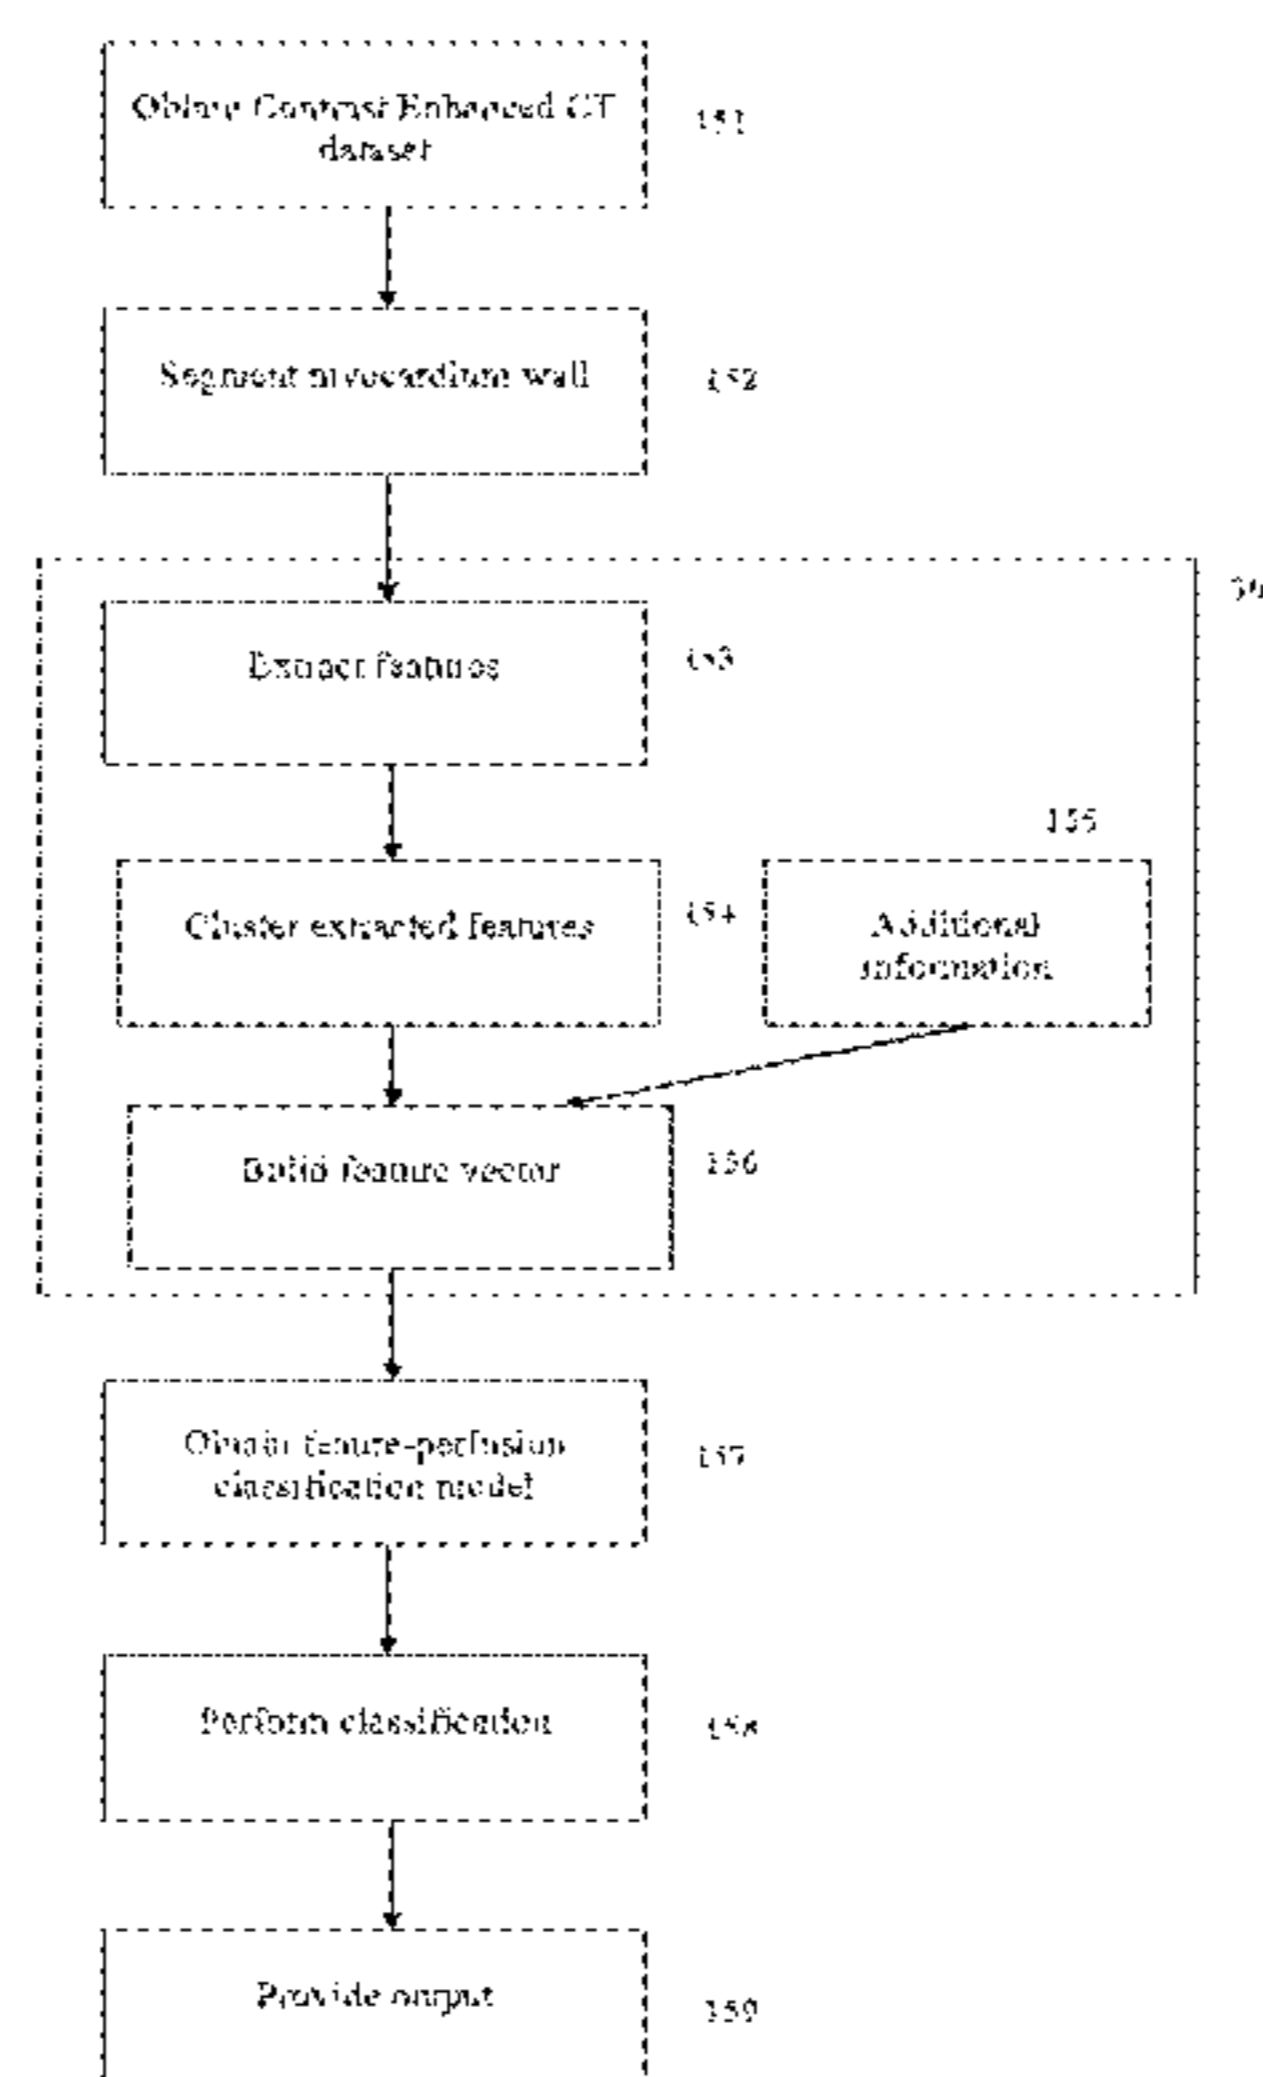 Obtain Contrast Enhanced CT
dataset
151
Segment myocardium wall
152
Extract features
153
Cluster extracted features
154
155
Additional
information
Build feature vector
156
Obtain feature-perfusion
classification model
157
Perform classification
158
Provide output
159